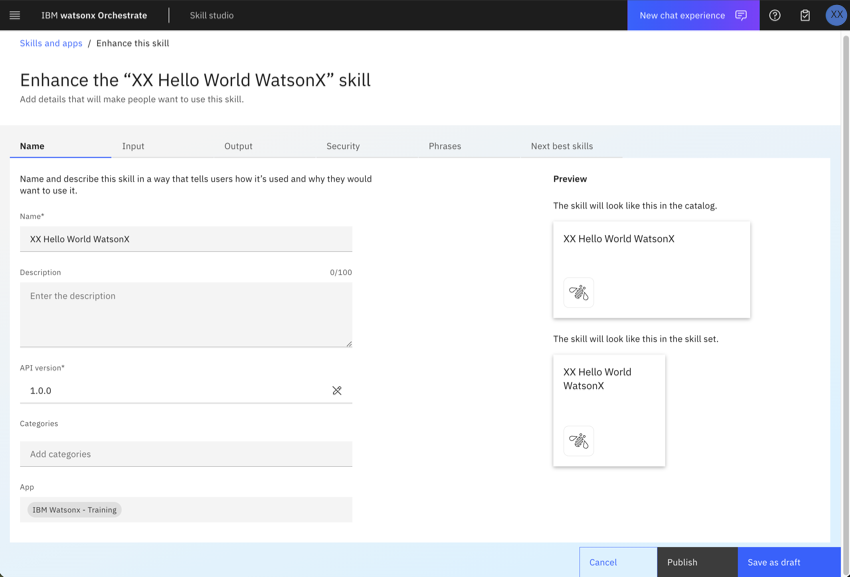 IBM watsonx Orchestrate
Skill studio
New chat experience
XX
Skills and apps / Enhance this skill
Enhance the “XX Hello World WatsonX” skill
Add details that will make people want to use this skill.
Name Input Output Security Phrases Next best skills
Name and describe this skill in a way that tells users how it’s used and why they would
want to use it.
Name*
XX Hello World WatsonX
Description 0/100
Enter the description
API version*
1.0.0
Categories
Add categories
App
IBM Watsonx - Training
Preview
The skill will look like this in the catalog.
XX Hello World WatsonX
The skill will look like this in the skill set.
XX Hello World
WatsonX
Cancel
Publish
Save as draft